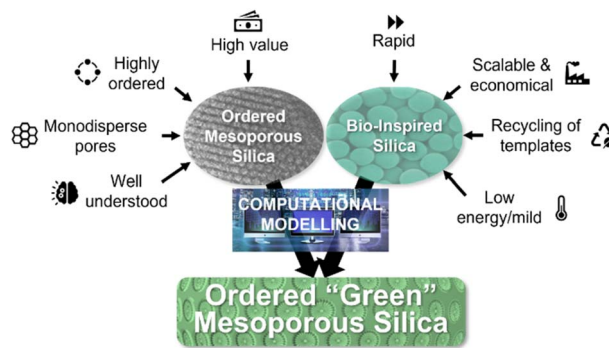 High value
Rapid
Highly
ordered
Scalable &
economical
Ordered
Mesoporous
Silica
Bio-Inspired
Silica
Monodisperse
pores
Recycling of
templates
Well
understood
Low
energy/mild
COMPUTATIONAL
MODELLING
Ordered “Green”
Mesoporous Silica